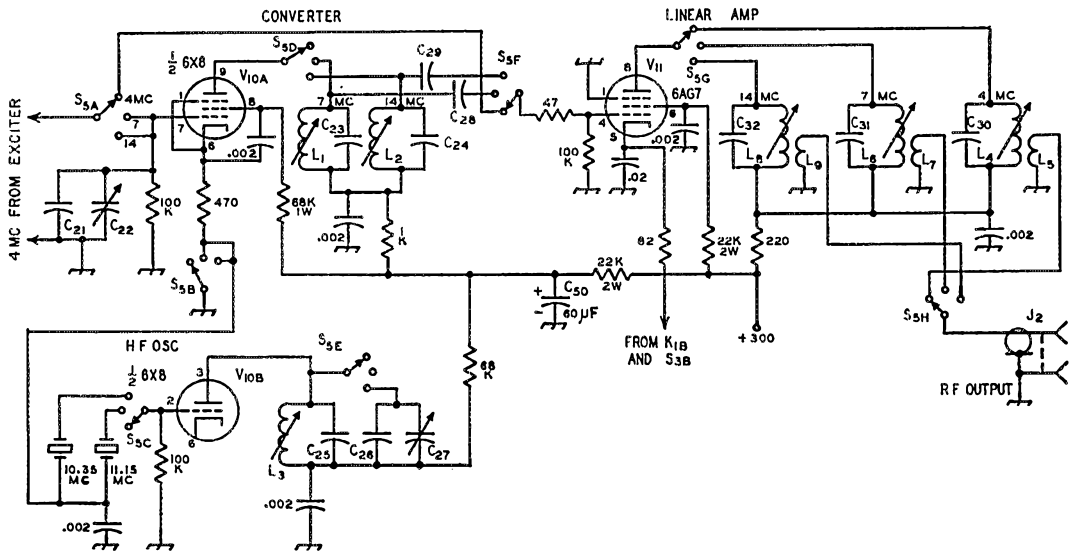 CONVERTER
LINEAR AMP
½ 6X8
S5D
C29
S5F
V10A
9
S5A
4MC
7
14
1
7
8
6
.002
7 MC
14 MC
C28
C23
L1
L2
C24
47
100 K
V11
8
6AG7
1
4
6
5
.002
.02
S5G
14 MC
7 MC
4 MC
C32
L8
L9
C31
L6
L7
C30
L4
L5
4MC FROM EXCITER
C21
C22
100 K
470
68K 1W
.002
1 K
82
22K 2W
220
.002
S5B
22K 2W
+
-
C50
60µF
FROM K1B
AND S3B
+300
S5H
J2
RF OUTPUT
HF OSC
½ 6X8
V10B
3
2
6
S5C
S5E
68 K
10.35 MC
11.15 MC
100 K
L3
C25
C26
C27
.002
.002